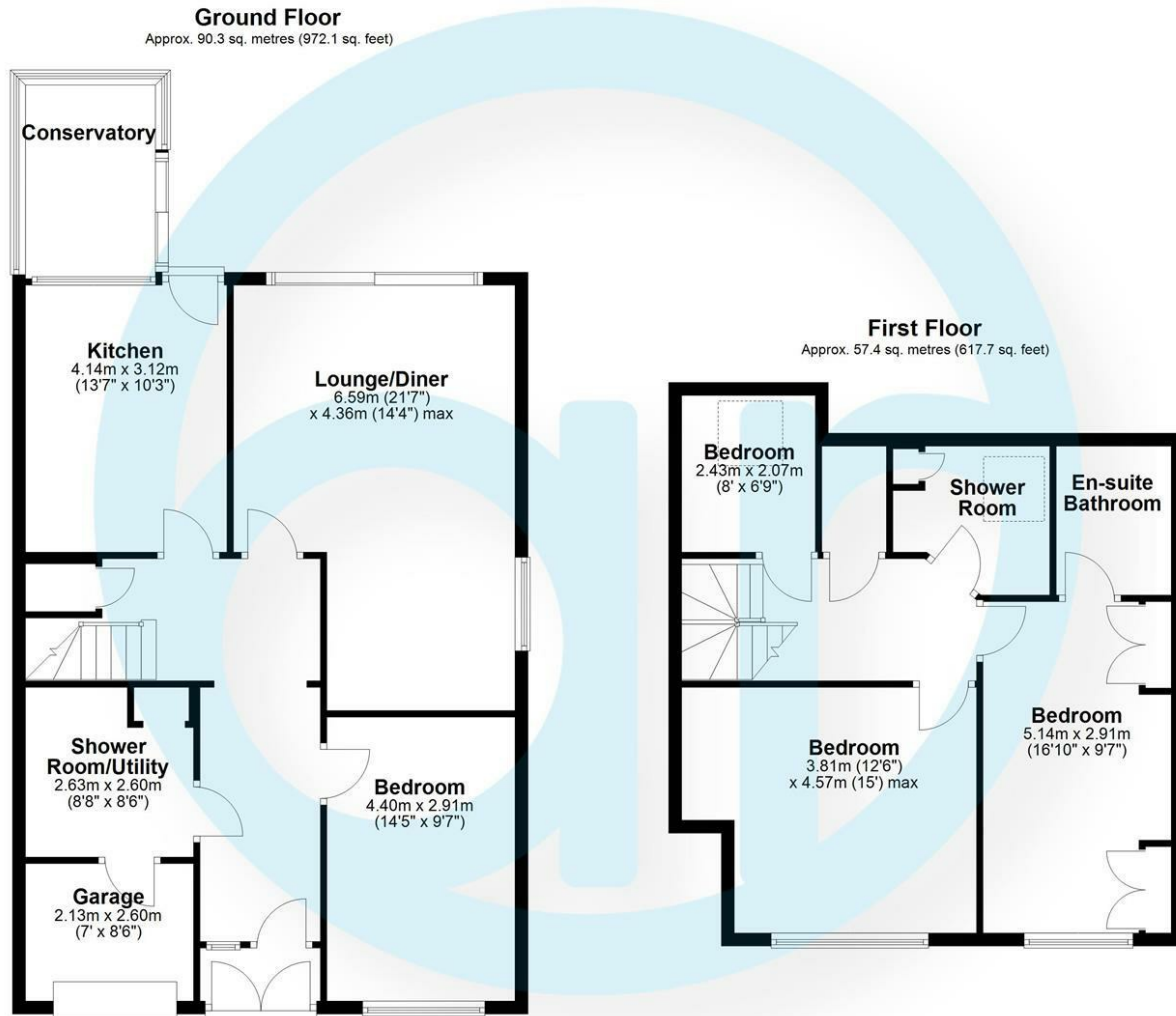 Ground Floor
Approx. 90.3 sq. metres (972.1 sq. feet)
Conservatory
Kitchen
4.14m x 3.12m
(13'7" x 10'3")
Lounge/Diner
6.59m (21'7")
x 4.36m (14'4") max
Shower
Room/Utility
2.63m x 2.60m
(8'8" x 8'6")
Bedroom
4.40m x 2.91m
(14'5" x 9'7")
Garage
2.13m x 2.60m
(7' x 8'6")
First Floor
Approx. 57.4 sq. metres (617.7 sq. feet)
Bedroom
2.43m x 2.07m
(8' x 6'9")
Shower
Room
En-suite
Bathroom
Bedroom
3.81m (12'6")
x 4.57m (15') max
Bedroom
5.14m x 2.91m
(16'10" x 9'7")